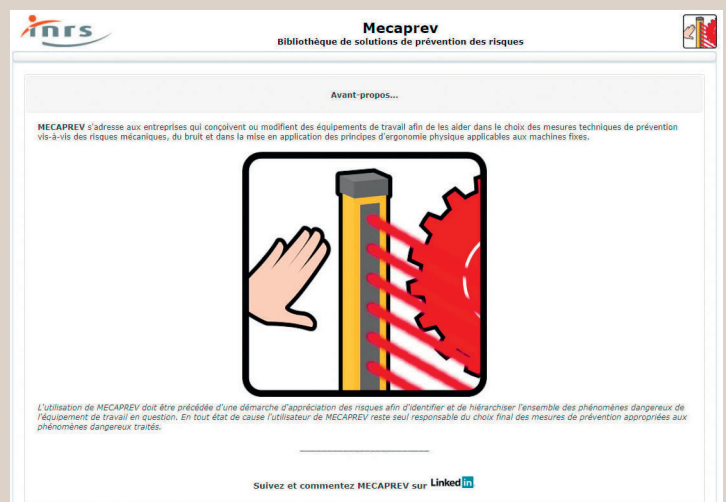 inrs
Mecaprev
Bibliothèque de solutions de prévention des risques
Avant-propos...
MECAPREV s'adresse aux entreprises qui conçoivent ou modifient des équipements de travail afin de les aider dans le choix des mesures techniques de prévention
vis-à-vis des risques mécaniques, du bruit et dans la mise en application des principes d'ergonomie physique applicables aux machines fixes.
L'utilisation de MECAPREV doit être précédée d'une démarche d'appréciation des risques afin d'identifier et de hiérarchiser l'ensemble des phénomènes dangereux de
l'équipement de travail en question. En tout état de cause l'utilisateur de MECAPREV reste seul responsable du choix final des mesures de prévention appropriées aux
phénomènes dangereux traités.
Suivez et commentez MECAPREV sur Linked in